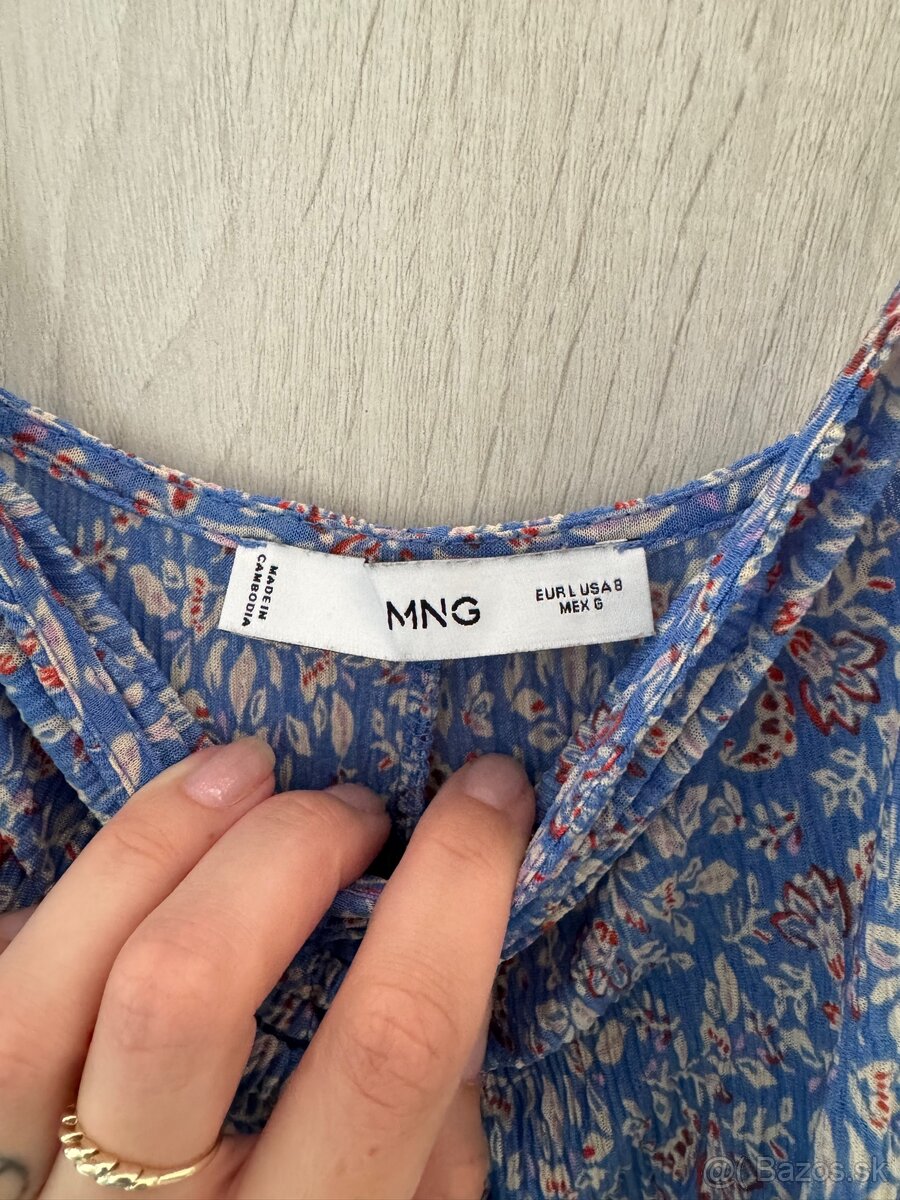 MADE IN
CAMBODIA
MNG
EUR L USA 8
MEX G
Bazos.sk